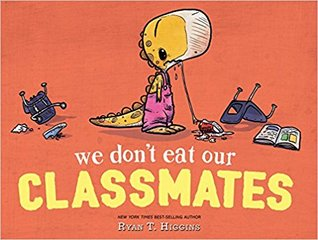 we don't eat our
CLASSMATES
NEW YORK TIMES BEST-SELLING AUTHOR
RYAN T. HIGGINS